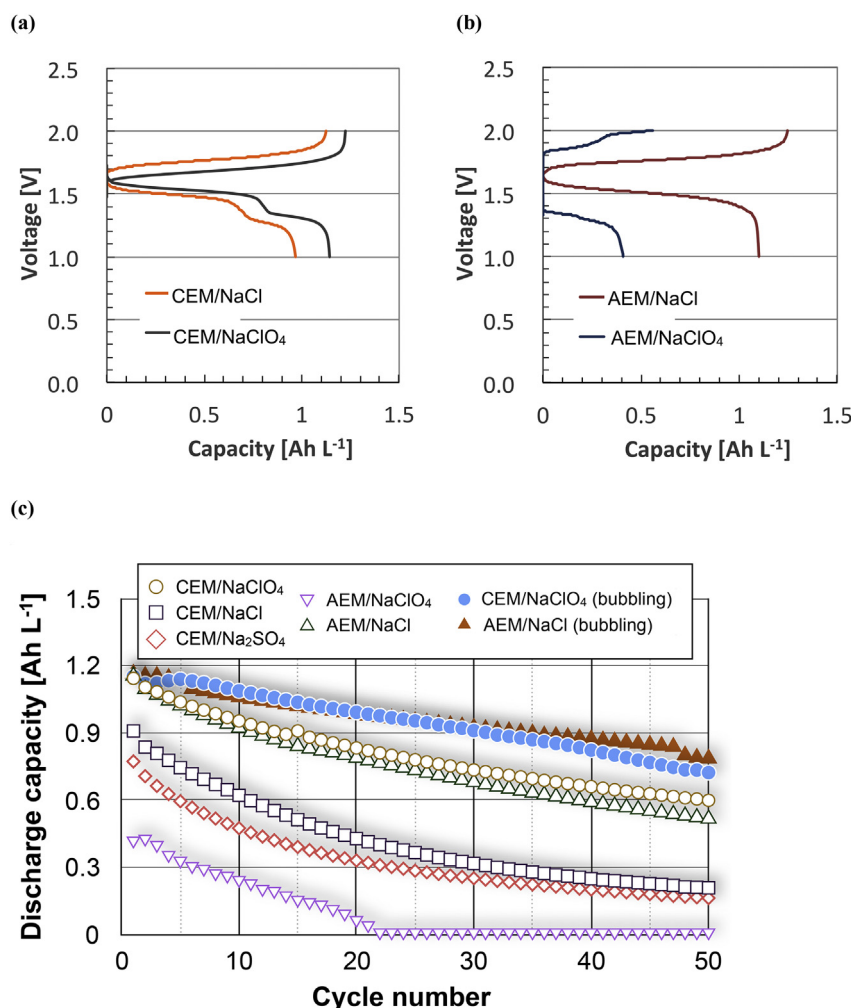 (a)
(b)
2.5
2.0
1.5
1.0
0.5
0.0
Voltage [V]
CEM/NaCl
CEM/NaClO₄
0
0.5
1
1.5
Capacity [Ah L⁻¹]
2.5
2.0
1.5
1.0
0.5
0.0
Voltage [V]
AEM/NaCl
AEM/NaClO₄
0
0.5
1
1.5
Capacity [Ah L⁻¹]
(c)
CEM/NaClO₄
CEM/NaCl
CEM/Na₂SO₄
AEM/NaClO₄
AEM/NaCl
CEM/NaClO₄ (bubbling)
AEM/NaCl (bubbling)
1.5
1.2
0.9
0.6
0.3
0
Discharge capacity [Ah L⁻¹]
0
10
20
30
40
50
Cycle number